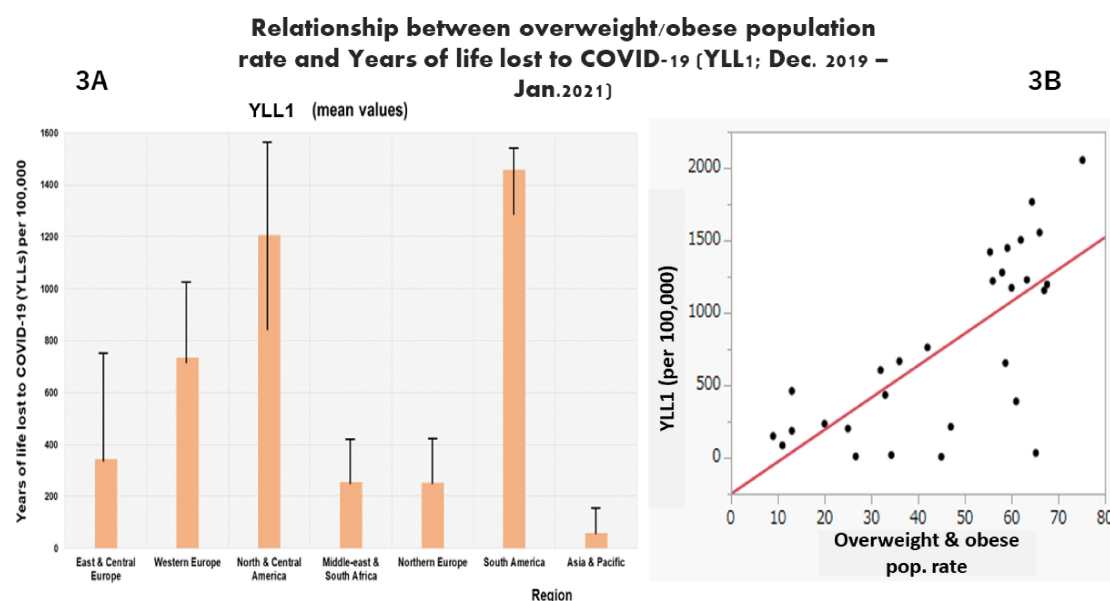 Relationship between overweight/obese population
rate and Years of life lost to COVID-19 (YLL1; Dec. 2019 –
Jan.2021)
3A
3B
YLL1 (mean values)
Years of life lost to COVID-19 (YLLs) per 100,000
1600
1400
1200
1000
800
600
400
200
0
East & Central
Europe
Western Europe
North & Central
America
Middle-east &
South Africa
Northern Europe
South America
Asia & Pacific
Region
YLL1 (per 100,000)
2000
1500
1000
500
0
0 10 20 30 40 50 60 70 80
Overweight & obese
pop. rate